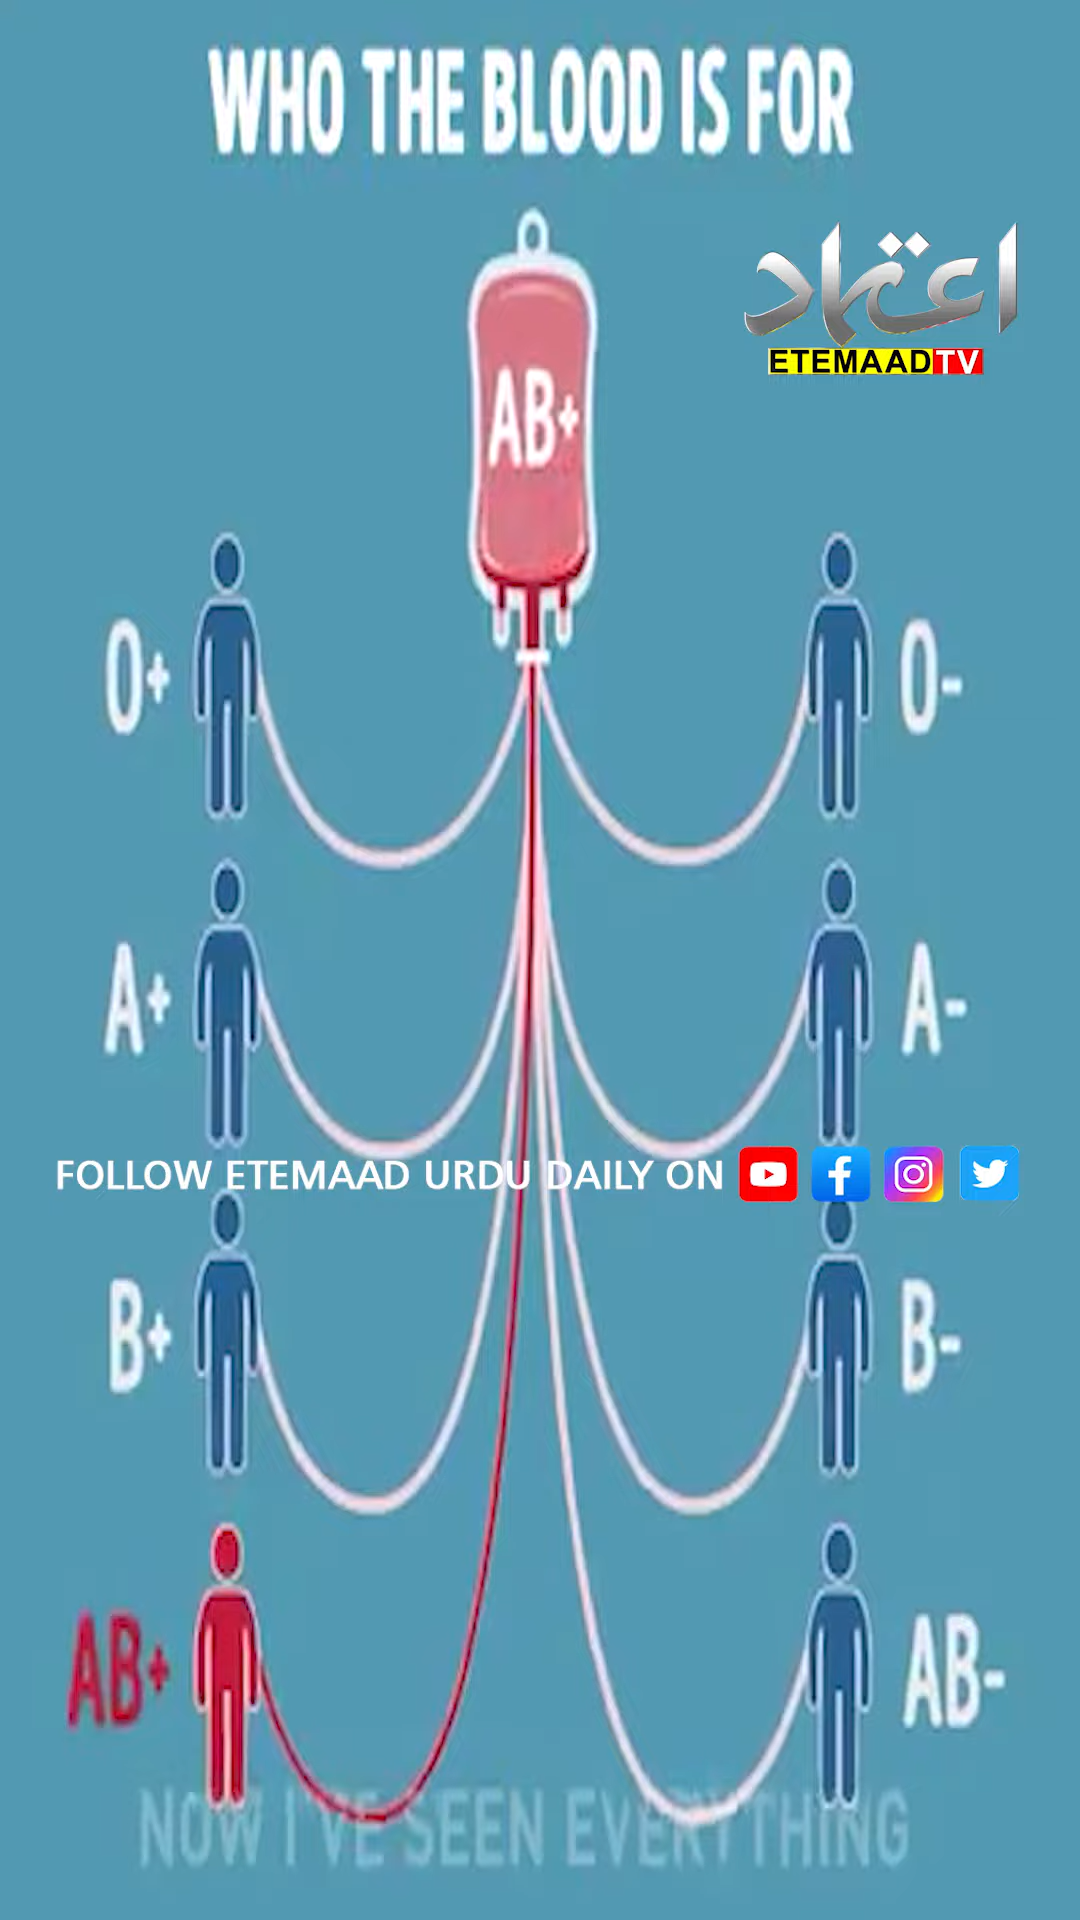 WHO THE BLOOD IS FOR
اعتماد
ETEMAADTV
AB+
O+
O-
A+
A-
FOLLOW ETEMAAD URDU DAILY ON
B+
B-
AB+
AB-
NOW I'VE SEEN EVERYTHING